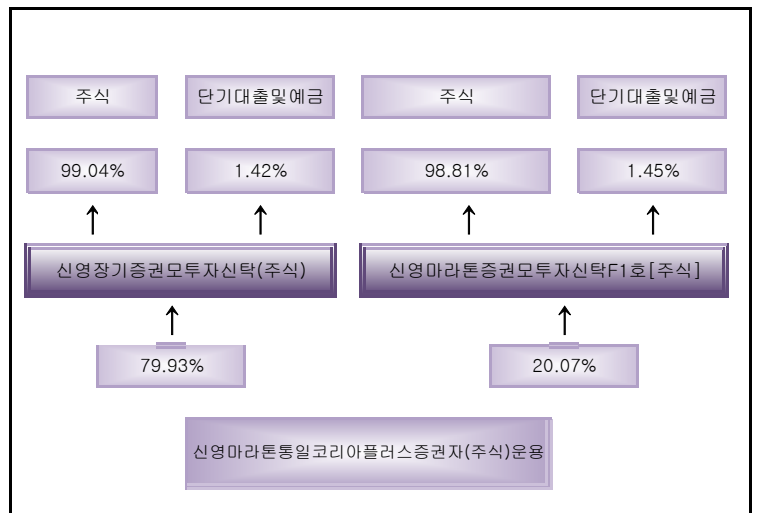 주식 단기대출및예금 주식 단기대출및예금
99.04% 1.42% 98.81% 1.45%
신영장기증권모투자신탁(주식) 신영마라톤증권모투자신탁F1호[주식]
79.93% 20.07%
신영마라톤통일코리아플러스증권자(주식)운용